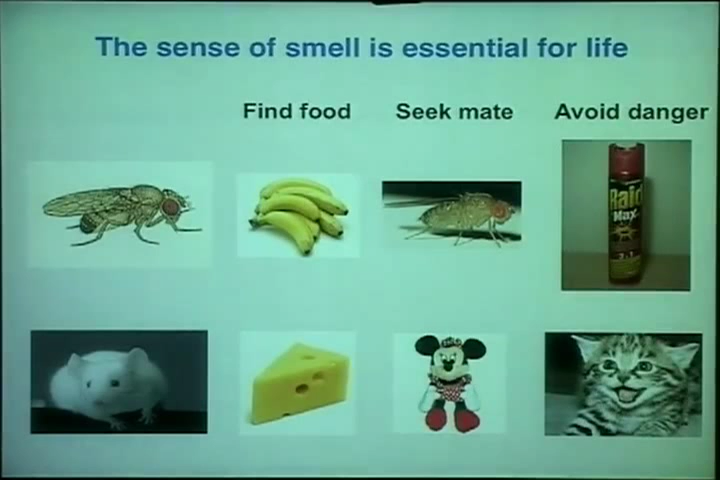 The sense of smell is essential for life
Find food
Seek mate
Avoid danger
Raid
Max